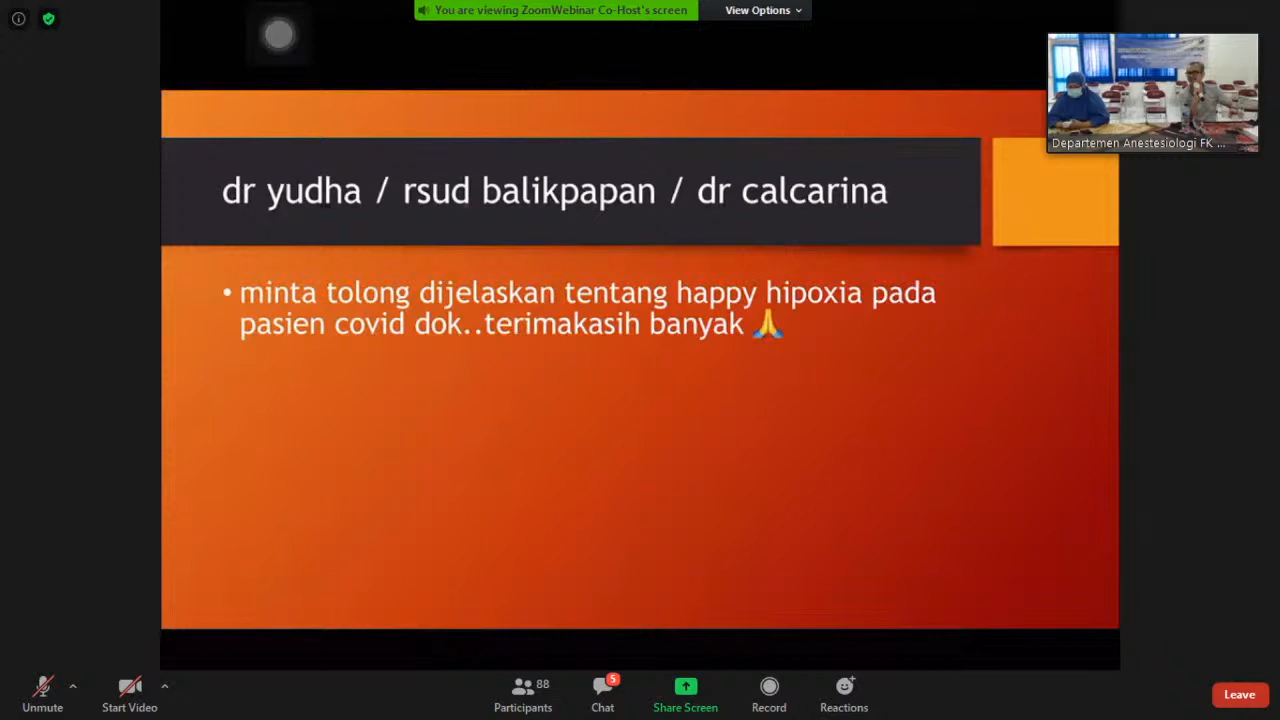 You are viewing ZoomWebinar Co-Host's screen
View Options
Departemen Anestesiologi FK ...
dr yudha / rsud balikpapan / dr calcarina
• minta tolong dijelaskan tentang happy hipoxia pada
pasien covid dok..terimakasih banyak 🙏
Unmute
Start Video
88
Participants
5
Chat
Share Screen
Record
Reactions
Leave